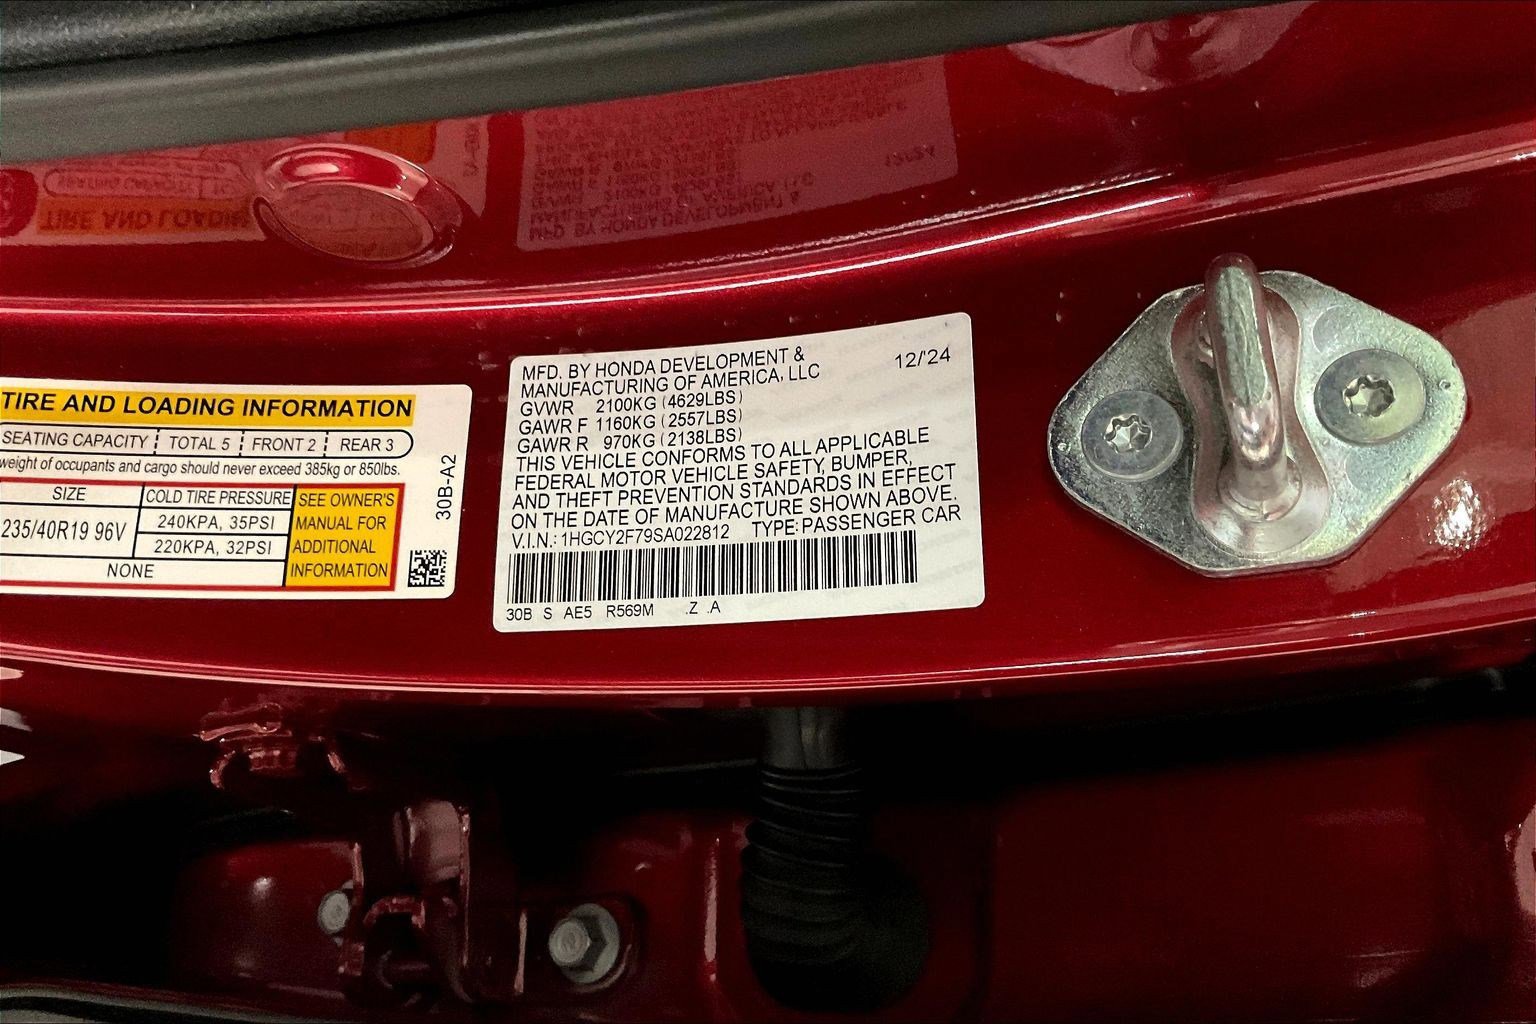 TIRE AND LOADING INFORMATION
SEATING CAPACITY TOTAL 5 FRONT 2 REAR 3
weight of occupants and cargo should never exceed 385kg or 850lbs.
SIZE COLD TIRE PRESSURE
235/40R19 96V 240KPA, 35PSI
220KPA, 32PSI
NONE
SEE OWNER'S
MANUAL FOR
ADDITIONAL
INFORMATION
30B-A2
MFD. BY HONDA DEVELOPMENT & 12/'24
MANUFACTURING OF AMERICA, LLC
GVWR 2100KG (4629LBS)
GAWR F 1160KG (2557LBS)
GAWR R 970KG (2138LBS)
THIS VEHICLE CONFORMS TO ALL APPLICABLE
FEDERAL MOTOR VEHICLE SAFETY, BUMPER,
AND THEFT PREVENTION STANDARDS IN EFFECT
ON THE DATE OF MANUFACTURE SHOWN ABOVE.
V.I.N.: 1HGCY2F79SA022812 TYPE: PASSENGER CAR
30B S AE5 R569M .Z .A